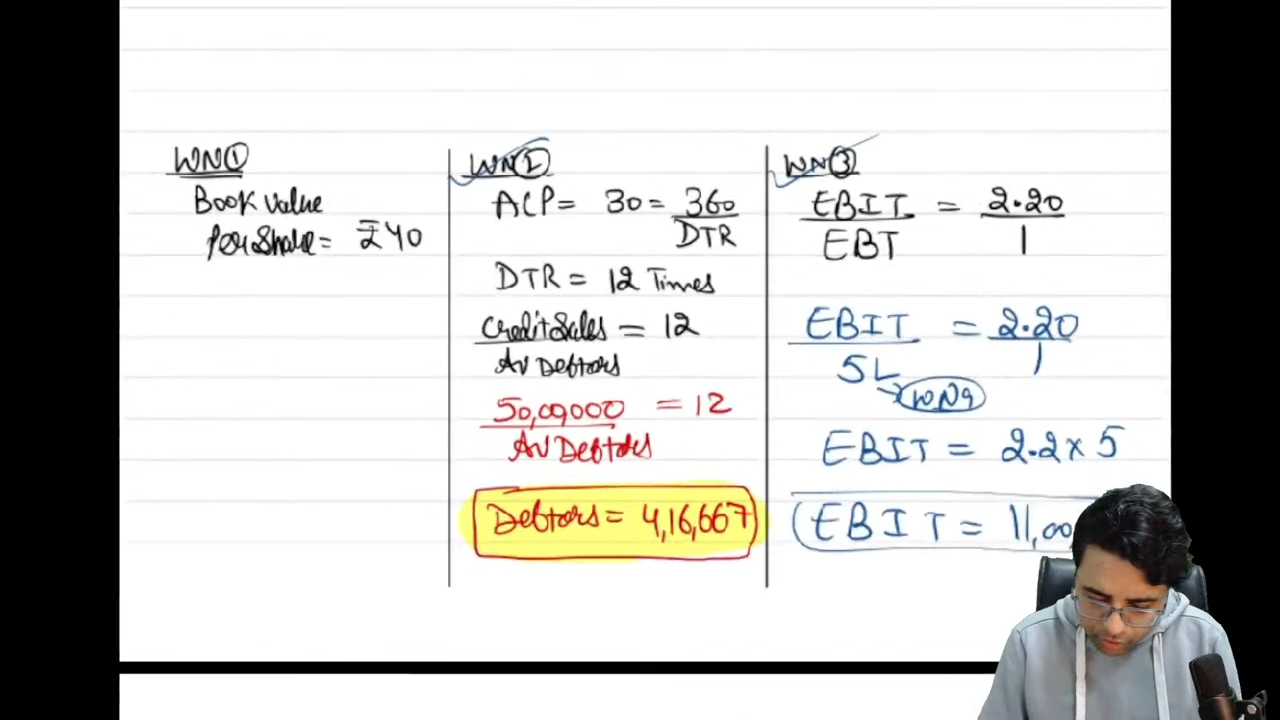 WN①
Book value
Per Share = ₹40
WN②
ACP = 30 = 360
DTR
DTR = 12 Times
Credit Sales = 12
Av Debtors
50,00,000 = 12
Av Debtors
Debtors = 4,16,667
WN③
EBIT = 2.20
EBT 1
EBIT = 2.20
5L 1
WN9
EBIT = 2.2 x 5
EBIT = 11,00